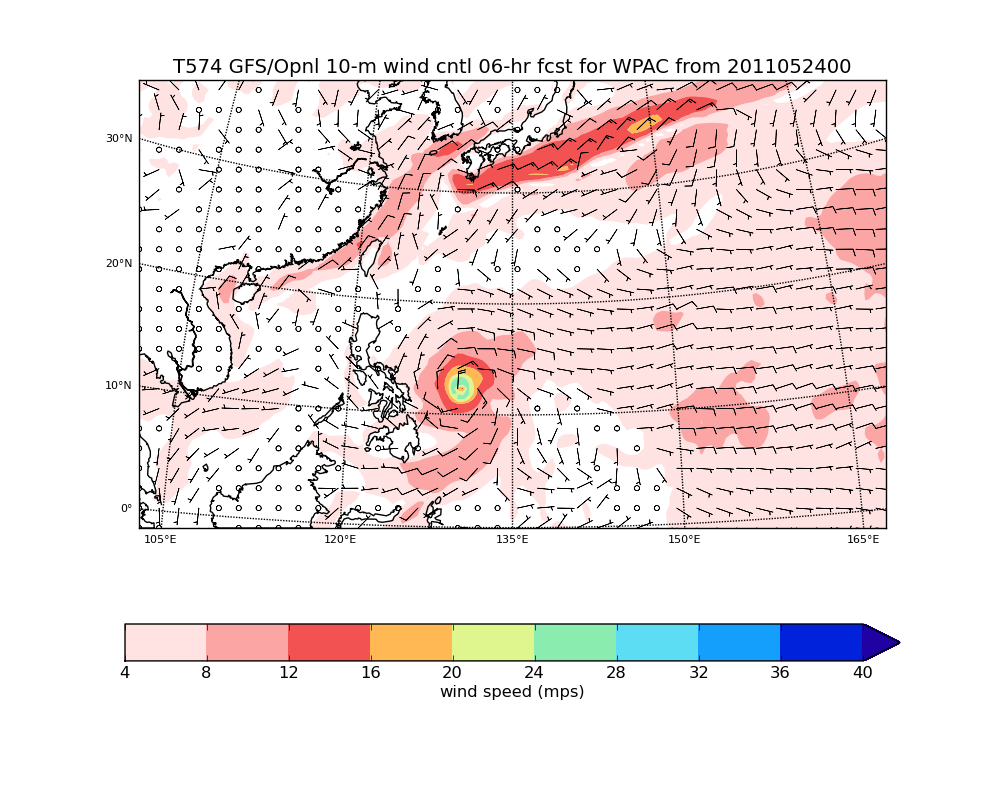 T574 GFS/Opnl 10-m wind cntl 06-hr fcst for WPAC from 2011052400
30°N
20°N
10°N
0°
105°E 120°E 135°E 150°E 165°E
4 8 12 16 20 24 28 32 36 40
wind speed (mps)